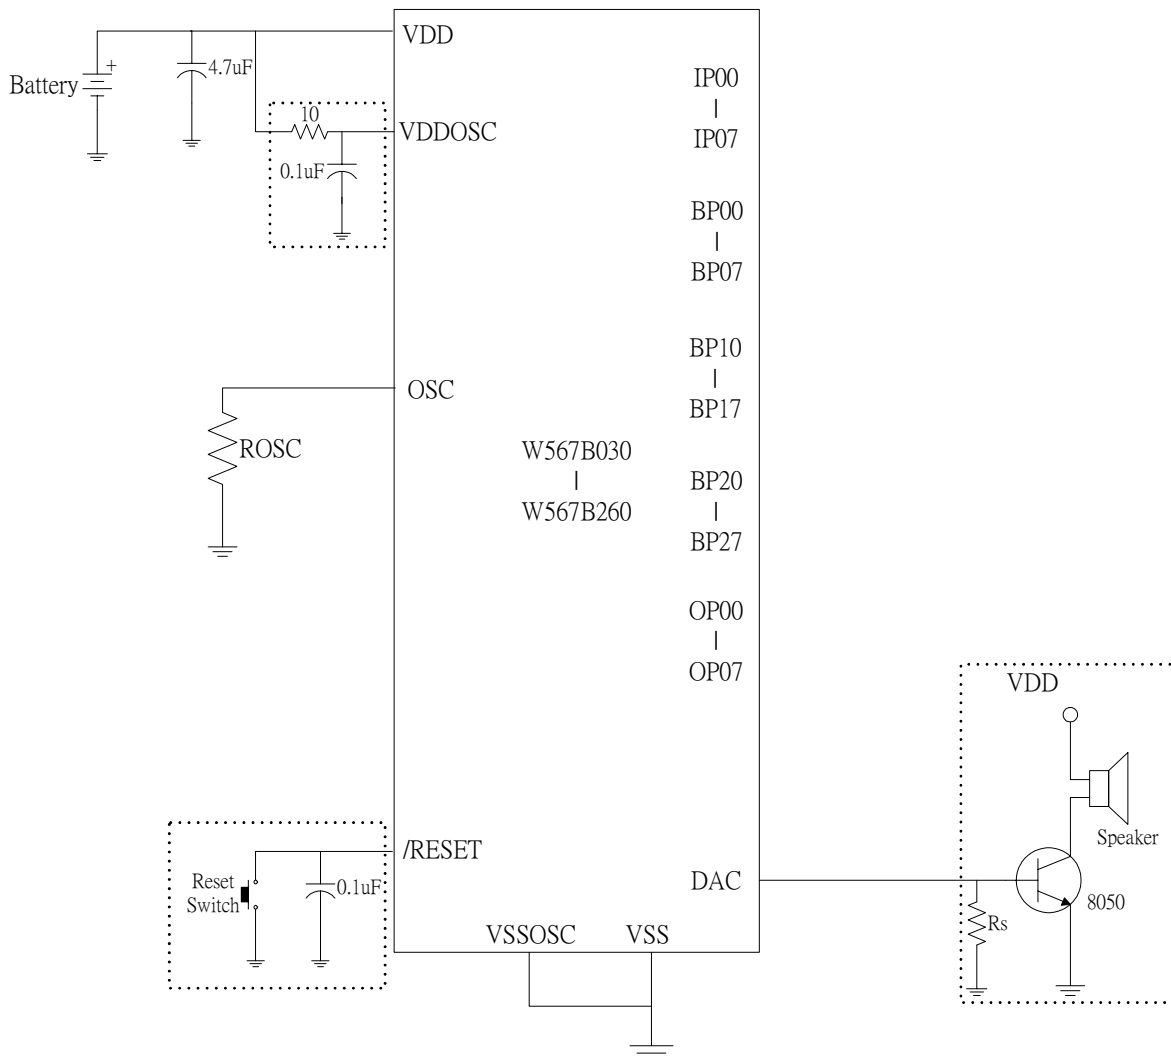 VDD
Battery
+
4.7uF
10
VDDOSC
0.1uF
IP00
|
IP07
BP00
|
BP07
OSC
ROSC
BP10
|
BP17
W567B030
|
W567B260
BP20
|
BP27
OP00
|
OP07
VDD
Speaker
/RESET
Reset
Switch
0.1uF
DAC
8050
Rs
VSSOSC
VSS